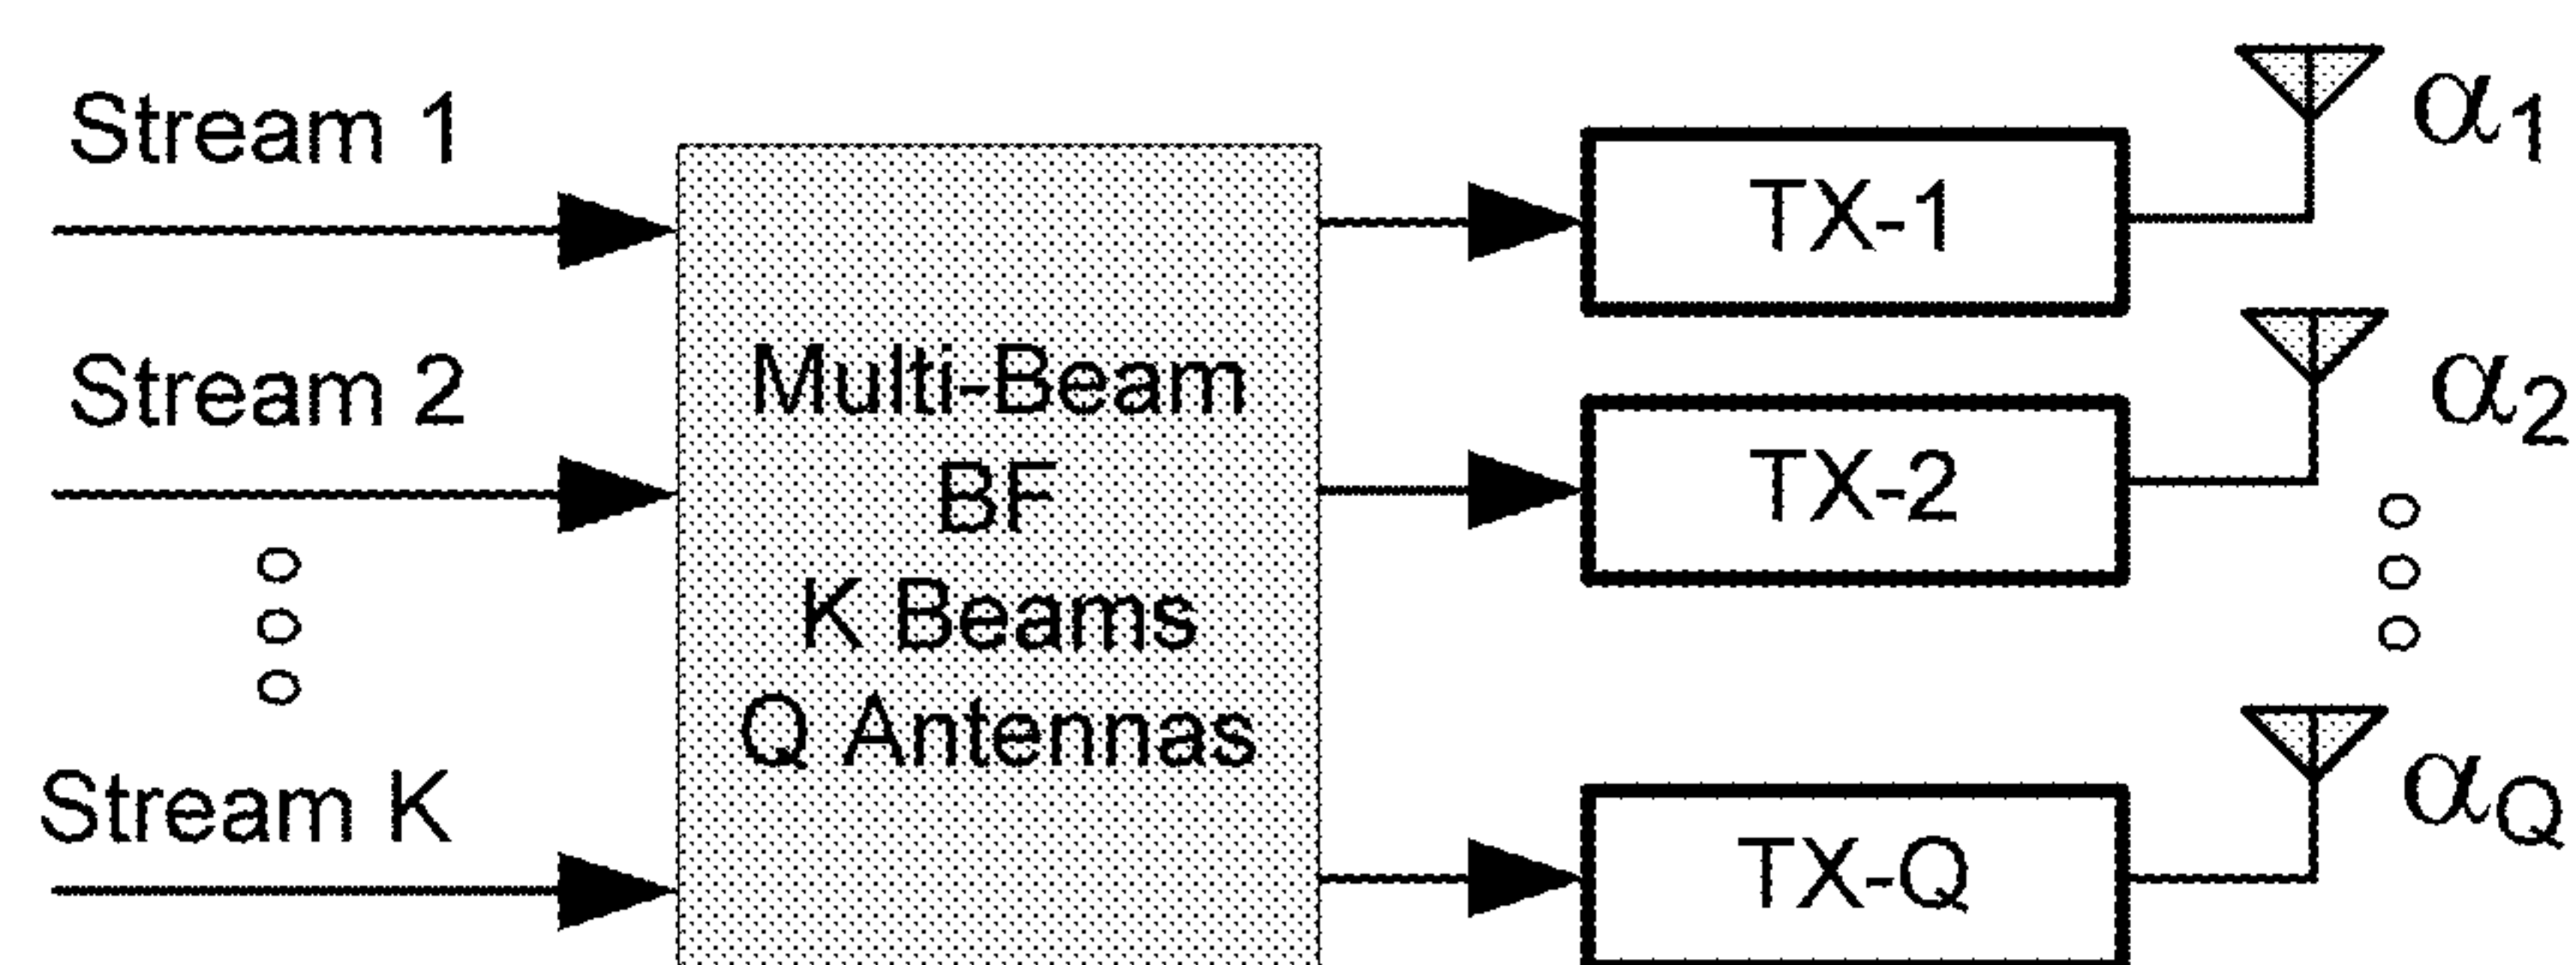 Stream 1
Stream 2
Stream K
Multi-Beam
BF
K Beams
Q Antennas
TX-1
TX-2
TX-Q
α1
α2
αQ